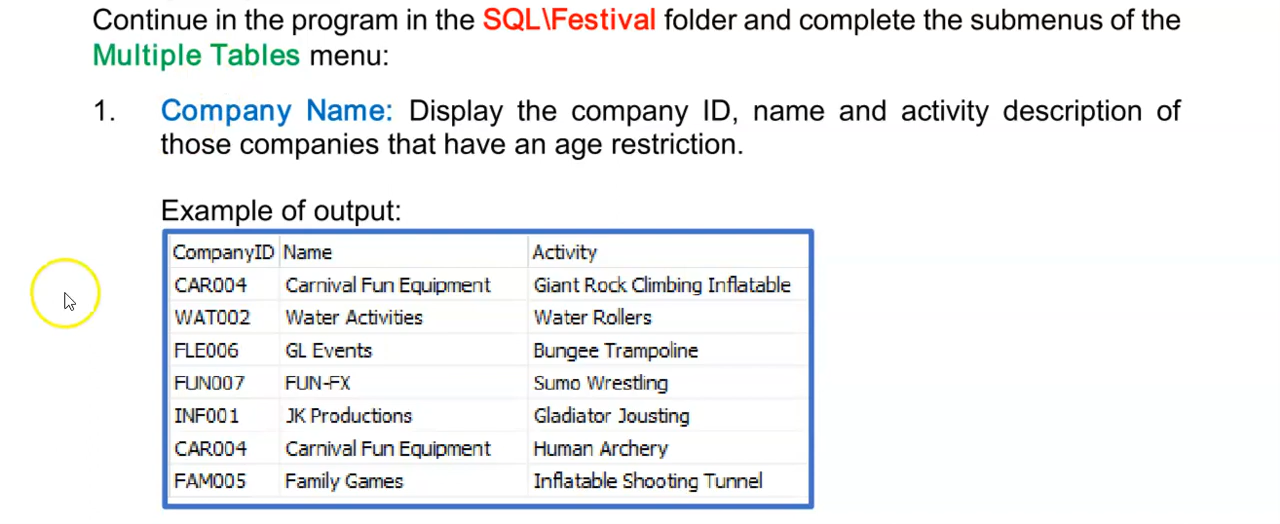 Continue in the program in the SQL\Festival folder and complete the submenus of the
Multiple Tables menu:
1. Company Name: Display the company ID, name and activity description of
those companies that have an age restriction.
Example of output:
CompanyID Name Activity
CAR004 Carnival Fun Equipment Giant Rock Climbing Inflatable
WAT002 Water Activities Water Rollers
FLE006 GL Events Bungee Trampoline
FUN007 FUN-FX Sumo Wrestling
INF001 JK Productions Gladiator Jousting
CAR004 Carnival Fun Equipment Human Archery
FAM005 Family Games Inflatable Shooting Tunnel